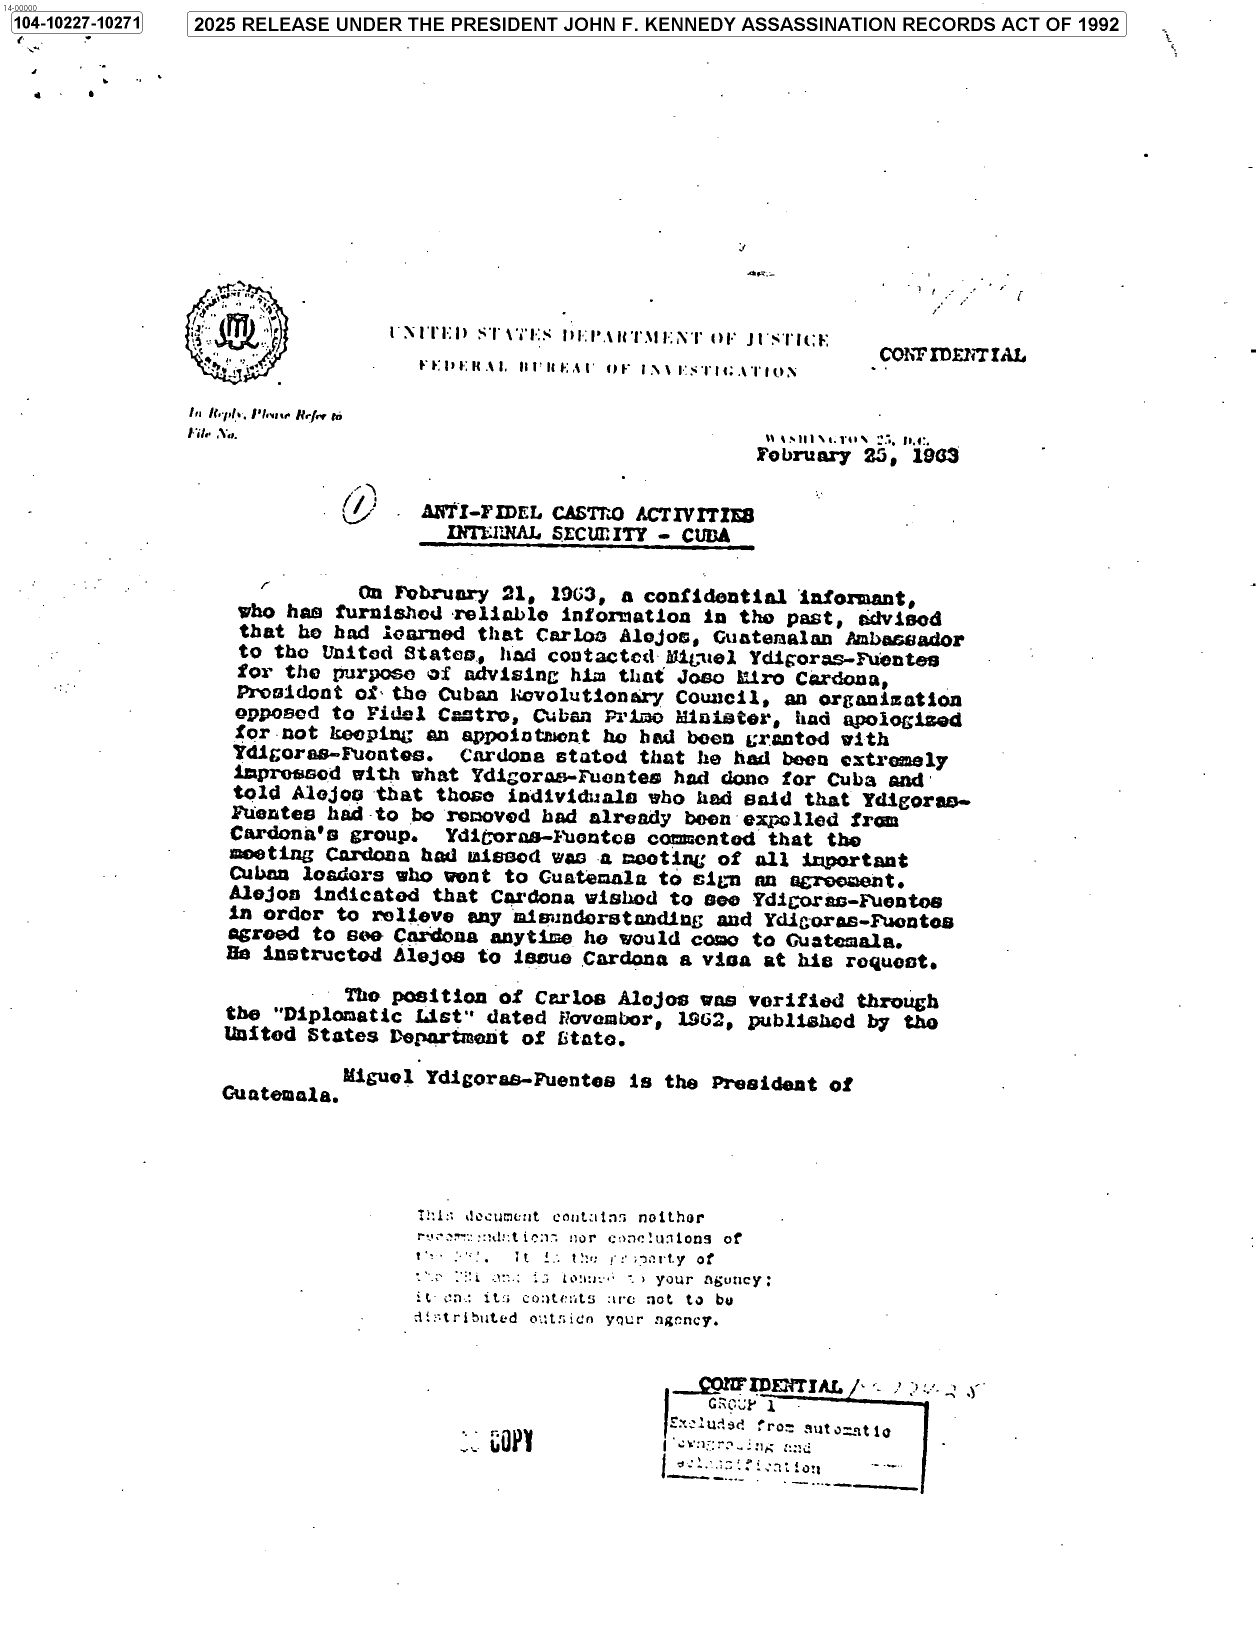 14-00000
104-10227-10271
2025 RELEASE UNDER THE PRESIDENT JOHN F. KENNEDY ASSASSINATION RECORDS ACT OF 1992
UNITED STATES DEPARTMENT OF JUSTICE
FEDERAL BUREAU OF INVESTIGATION
CONFIDENTIAL
In Reply, Please Refer to
File No.
WASHINGTON 25, D.C.
February 25, 1963
1
ANTI-FIDEL CASTRO ACTIVITIES
INTERNAL SECURITY - CUBA
On February 21, 1963, a confidential informant,
who has furnished reliable information in the past, advised
that he had learned that Carlos Alejos, Guatemalan Ambassador
to the United States, had contacted Miguel Ydigoras-Fuentes
for the purpose of advising him that Jose Miro Cardona,
President of the Cuban Revolutionary Council, an organization
opposed to Fidel Castro, Cuban Prime Minister, had apologized
for not keeping an appointment he had been granted with
Ydigoras-Fuentes. Cardona stated that he had been extremely
impressed with what Ydigoras-Fuentes had done for Cuba and
told Alejos that those individuals who had said that Ydigoras-
Fuentes had to be removed had already been expelled from
Cardona's group. Ydigoras-Fuentes commented that the
meeting Cardona had missed was a meeting of all important
Cuban leaders who went to Guatemala to sign an agreement.
Alejos indicated that Cardona wished to see Ydigoras-Fuentes
in order to relieve any misunderstanding and Ydigoras-Fuentes
agreed to see Cardona anytime he would come to Guatemala.
He instructed Alejos to issue Cardona a visa at his request.
The position of Carlos Alejos was verified through
the "Diplomatic List" dated November, 1962, published by the
United States Department of State.
Miguel Ydigoras-Fuentes is the President of
Guatemala.
This document contains neither
recommendations nor conclusions of
the FBI. It is the property of
the FBI and is loaned to your agency;
it and its contents are not to be
distributed outside your agency.
CONFIDENTIAL
GROUP 1
Excluded from automatic
downgrading and
declassification
COPY